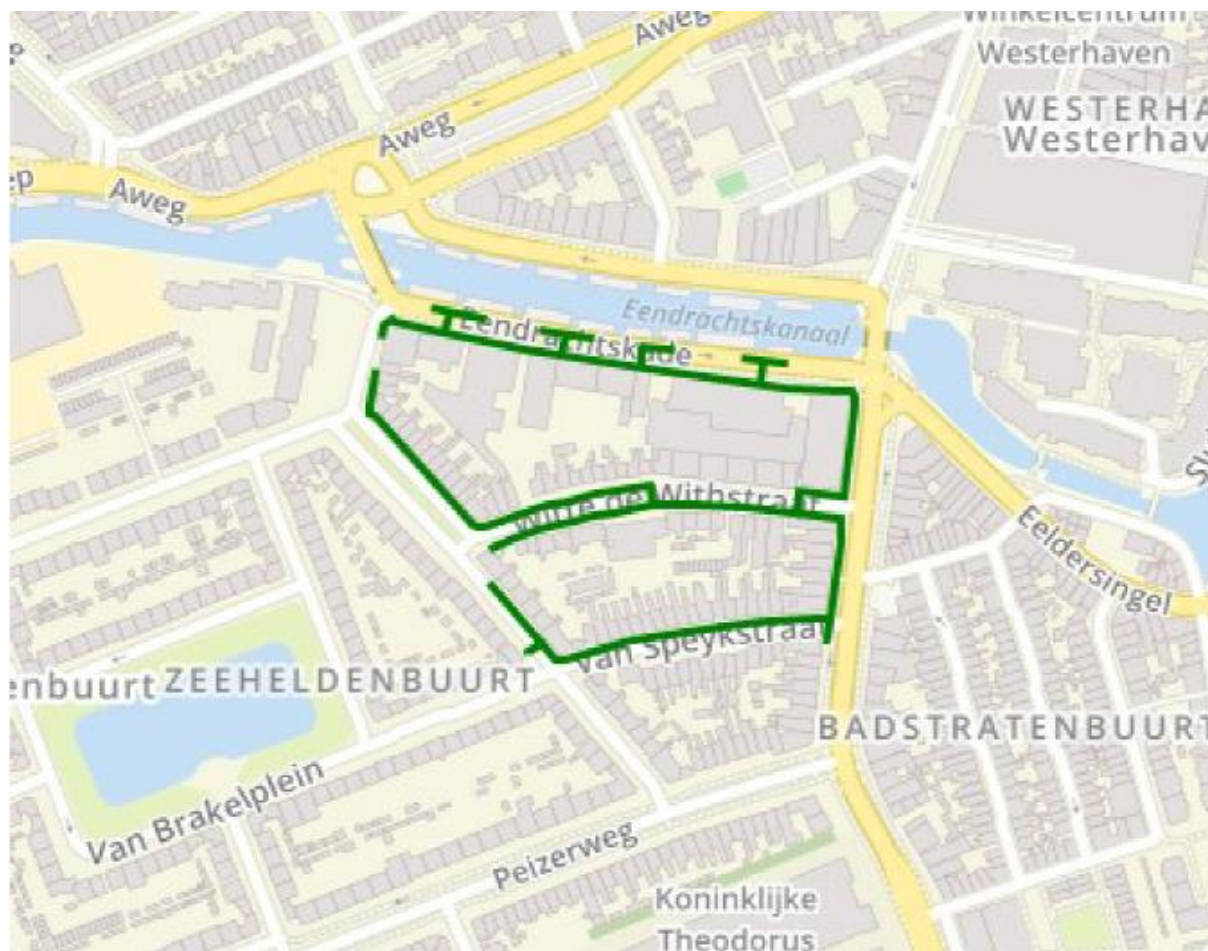 Winkelcentrum
Westerhaven
Aweg
WESTERHA
Westerhav
Aweg
ep
Aweg
Eendrachtskanaal
Eendrachtskade
Witte de Withstraat
Eeldersingel
Van Speykstraat
enbuurt ZEEHELDENBUURT
BADSTRATENBUURT
Van Brakelplein
Peizerweg
Koninklijke
Theodorus